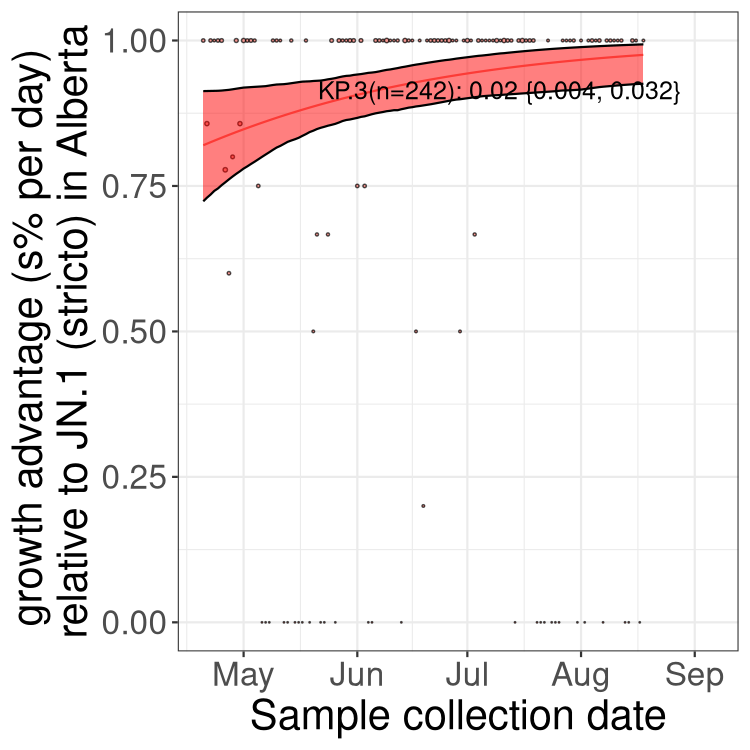 growth advantage (s% per day)
relative to JN.1 (stricto) in Alberta
1.00
0.75
0.50
0.25
0.00
KP.3(n=242): 0.02 {0.004, 0.032}
May Jun Jul Aug Sep
Sample collection date